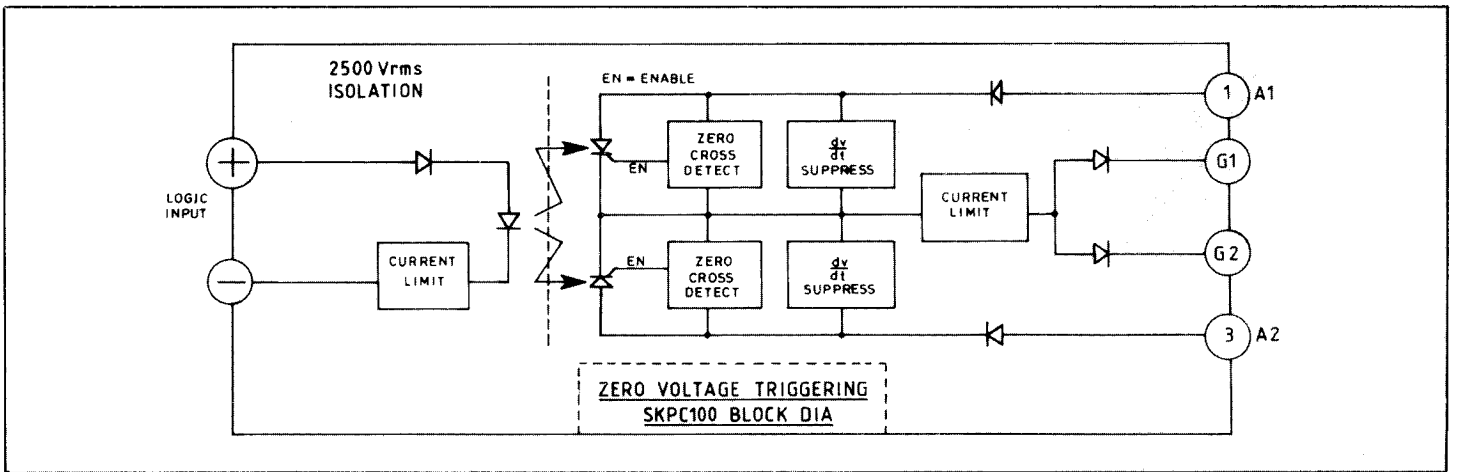 2500 Vrms
ISOLATION
EN = ENABLE
1 A1
ZERO
CROSS
DETECT
dv
dt
SUPPRESS
EN
+
G1
LOGIC
INPUT
CURRENT
LIMIT
G2
−
CURRENT
LIMIT
EN
ZERO
CROSS
DETECT
dv
dt
SUPPRESS
3 A2
ZERO VOLTAGE TRIGGERING
SKPC100 BLOCK DIA